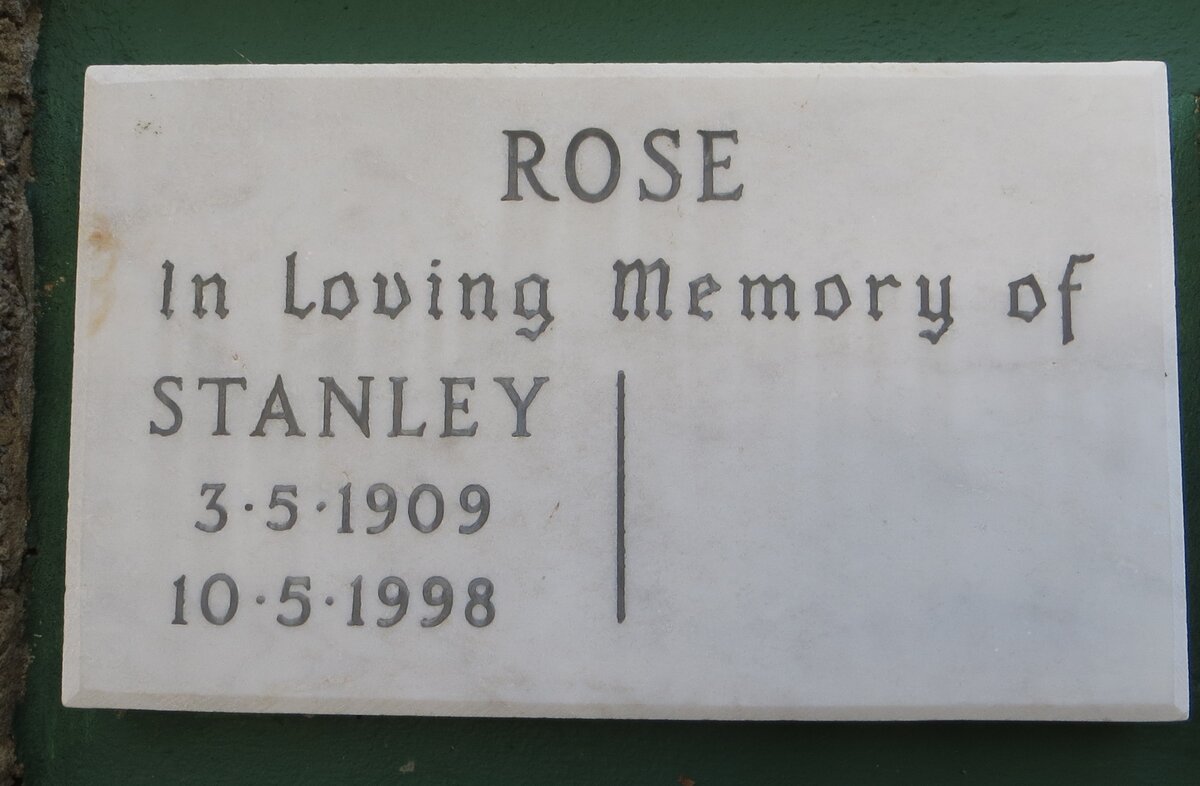 ROSE
In Loving Memory of
STANLEY
3·5·1909
10·5·1998